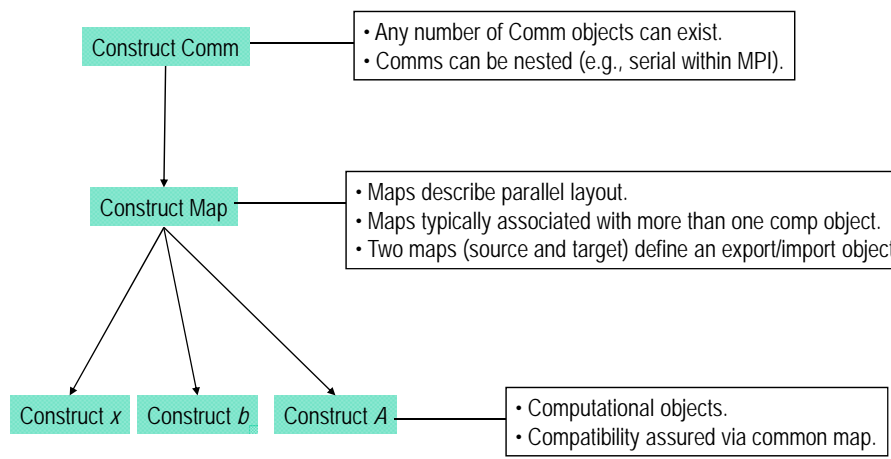 Construct Comm
• Any number of Comm objects can exist.
• Comms can be nested (e.g., serial within MPI).
Construct Map
• Maps describe parallel layout.
• Maps typically associated with more than one comp object.
• Two maps (source and target) define an export/import object
Construct x
Construct b
Construct A
• Computational objects.
• Compatibility assured via common map.